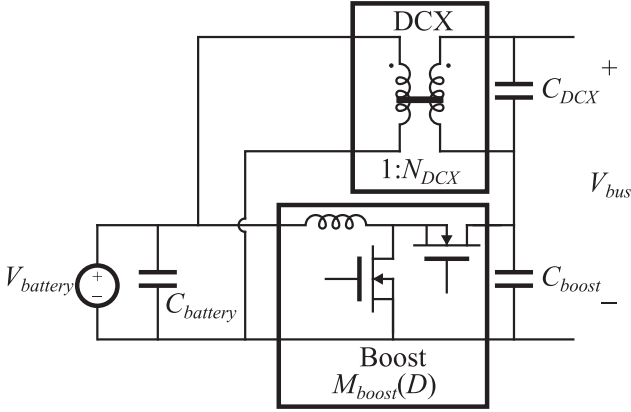 DCX
+
C_DCX
1:N_DCX
V_bus
V_battery
+
−
C_battery
C_boost
−
Boost
M_boost(D)